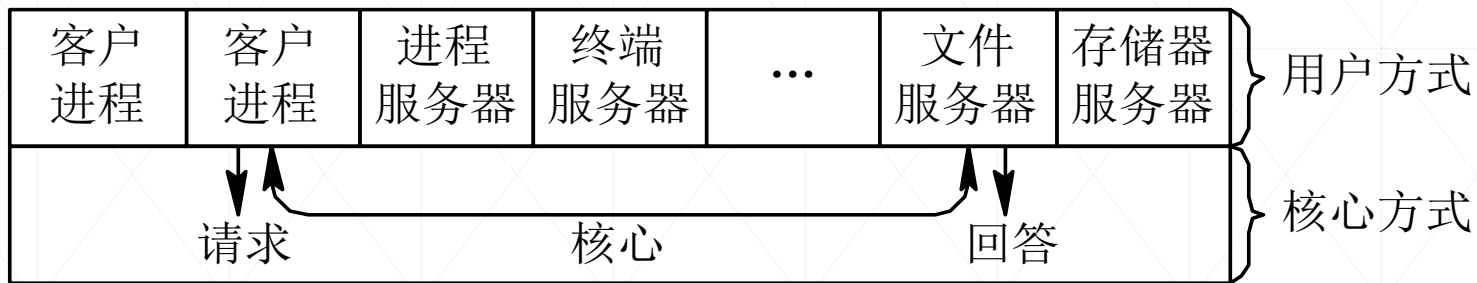 客户 客户 进程 终端 … 文件 存储器
进程 进程 服务器 服务器 服务器 服务器
用户方式
请求 核心 回答
核心方式